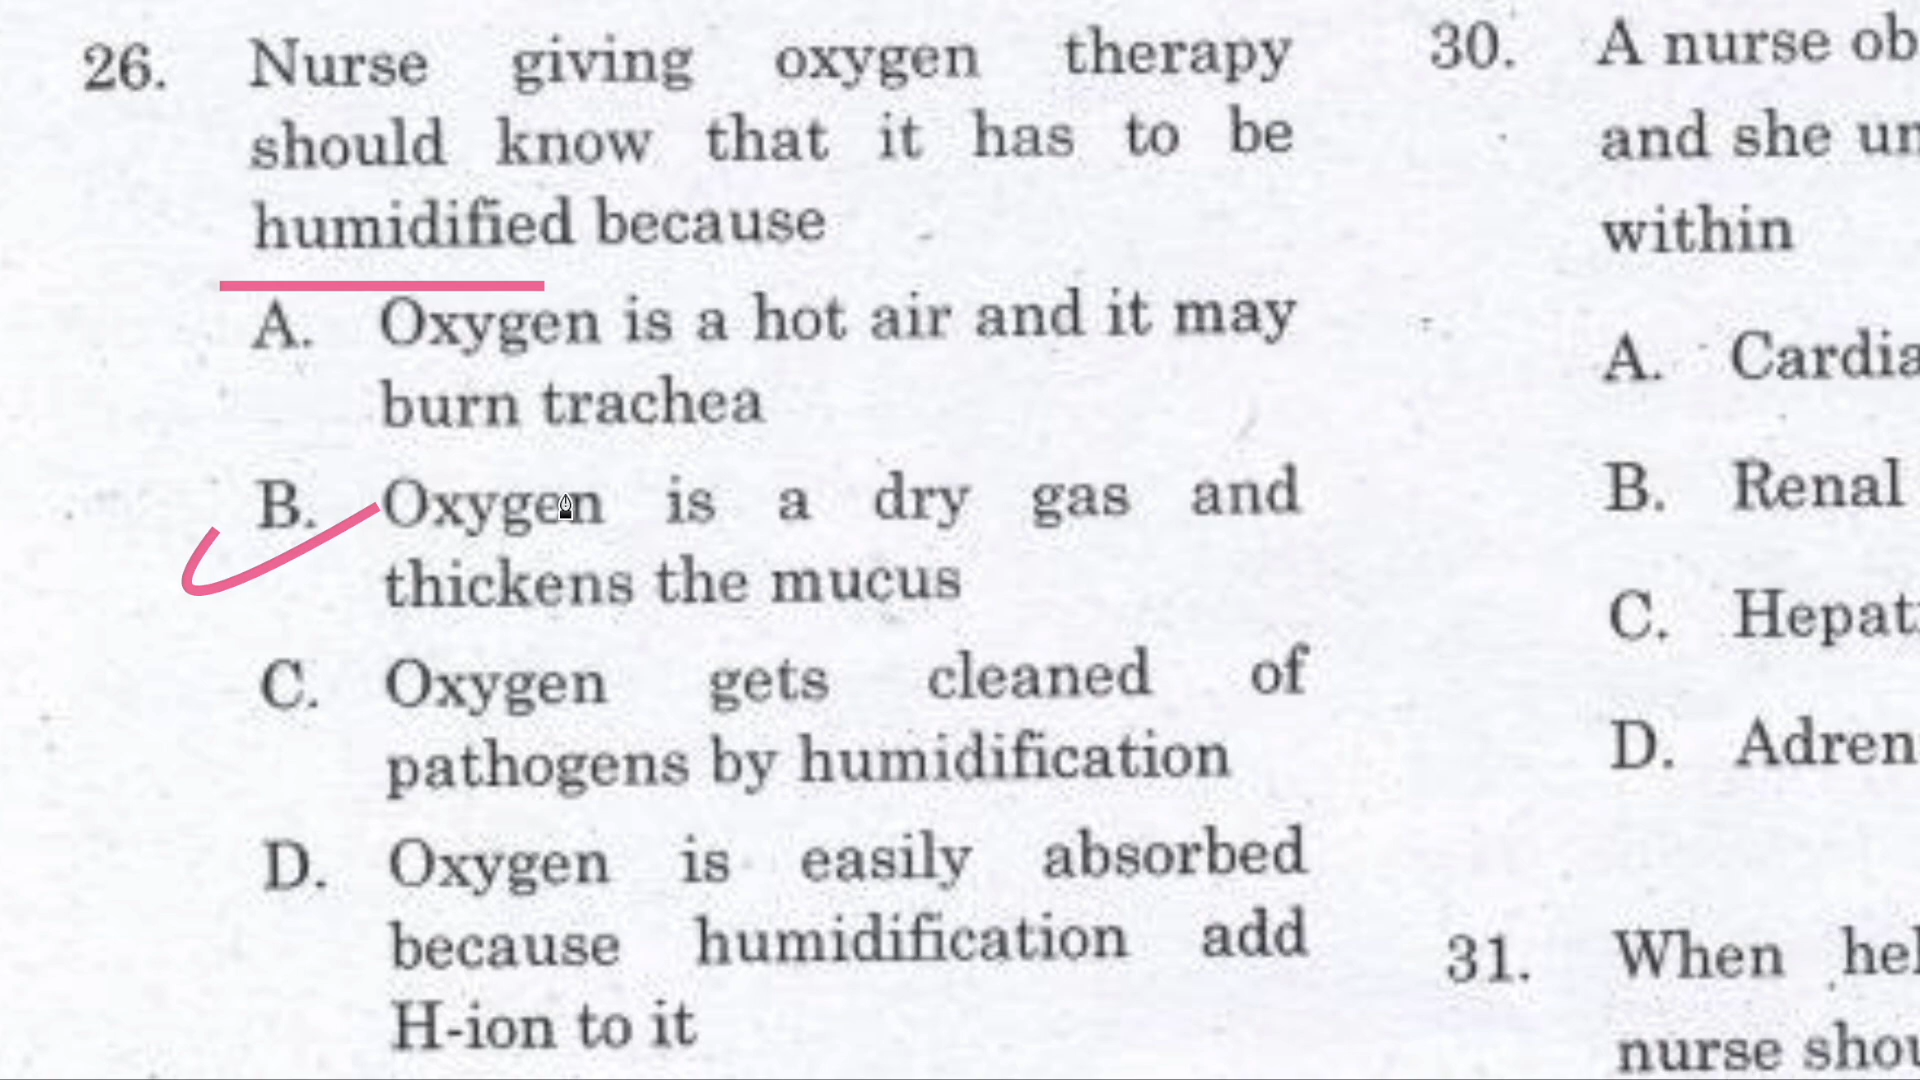 26. Nurse giving oxygen therapy
should know that it has to be
humidified because
A. Oxygen is a hot air and it may
burn trachea
B. Oxygen is a dry gas and
thickens the mucus
C. Oxygen gets cleaned of
pathogens by humidification
D. Oxygen is easily absorbed
because humidification add
H-ion to it
30. A nurse ob
and she un
within
A. Cardia
B. Renal
C. Hepat
D. Adren
31. When hel
nurse shou